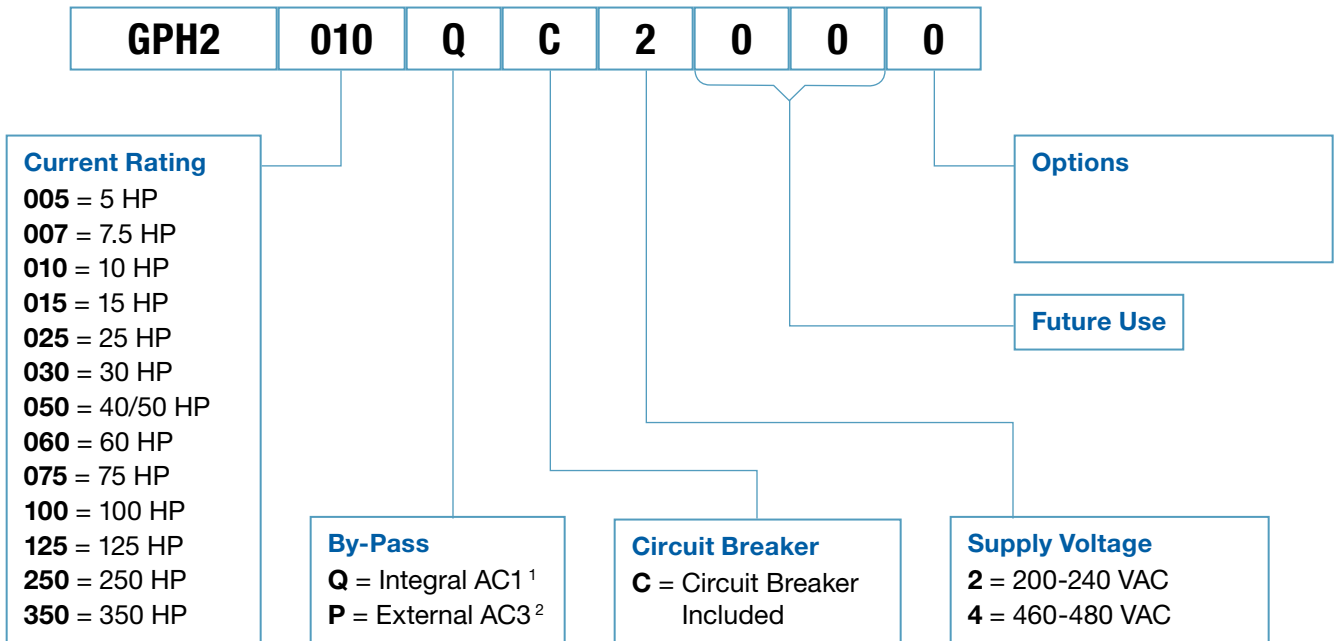 GPH2 010 Q C 2 0 0 0
Current Rating
005 = 5 HP
007 = 7.5 HP
010 = 10 HP
015 = 15 HP
025 = 25 HP
030 = 30 HP
050 = 40/50 HP
060 = 60 HP
075 = 75 HP
100 = 100 HP
125 = 125 HP
250 = 250 HP
350 = 350 HP
By-Pass
Q = Integral AC1 ¹
P = External AC3 ²
Circuit Breaker
C = Circuit Breaker
Included
Supply Voltage
2 = 200-240 VAC
4 = 460-480 VAC
Future Use
Options